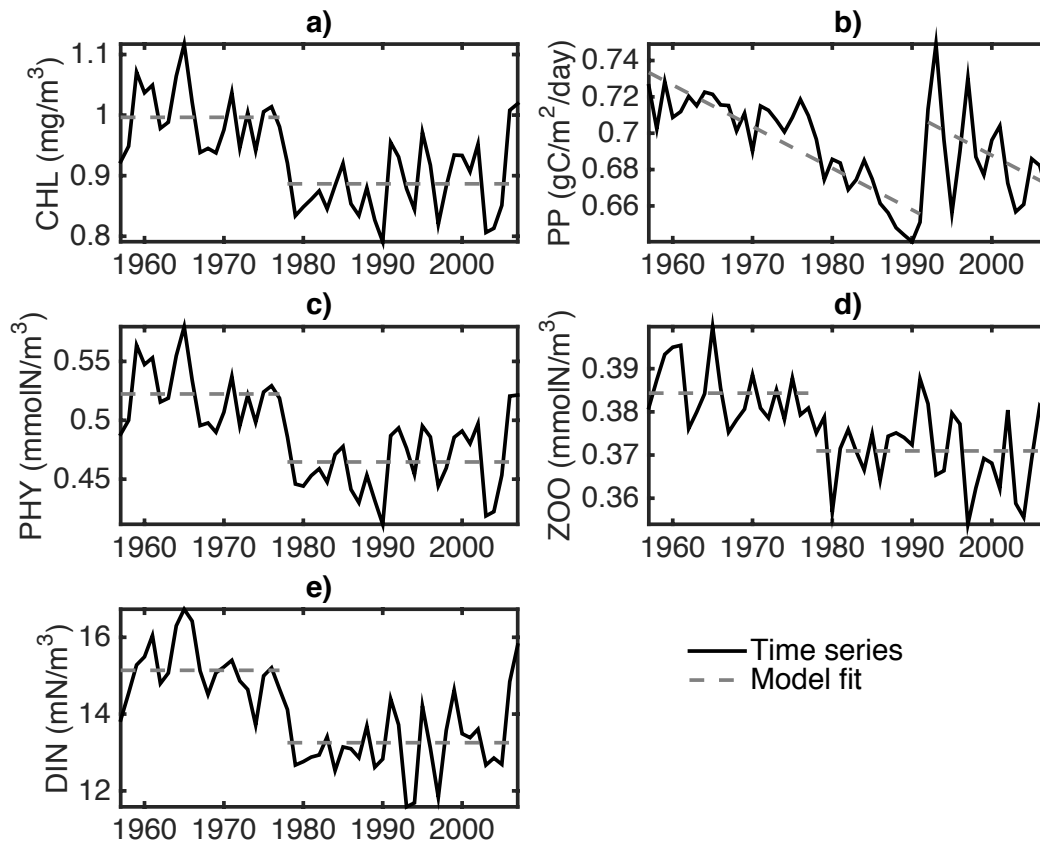 a)
CHL (mg/m³)
1.1
1
0.9
0.8
1960 1970 1980 1990 2000
b)
PP (gC/m²/day)
0.74
0.72
0.7
0.68
0.66
1960 1970 1980 1990 2000
c)
PHY (mmolN/m³)
0.55
0.5
0.45
1960 1970 1980 1990 2000
d)
ZOO (mmolN/m³)
0.39
0.38
0.37
0.36
1960 1970 1980 1990 2000
e)
DIN (mN/m³)
16
14
12
1960 1970 1980 1990 2000
Time series
Model fit